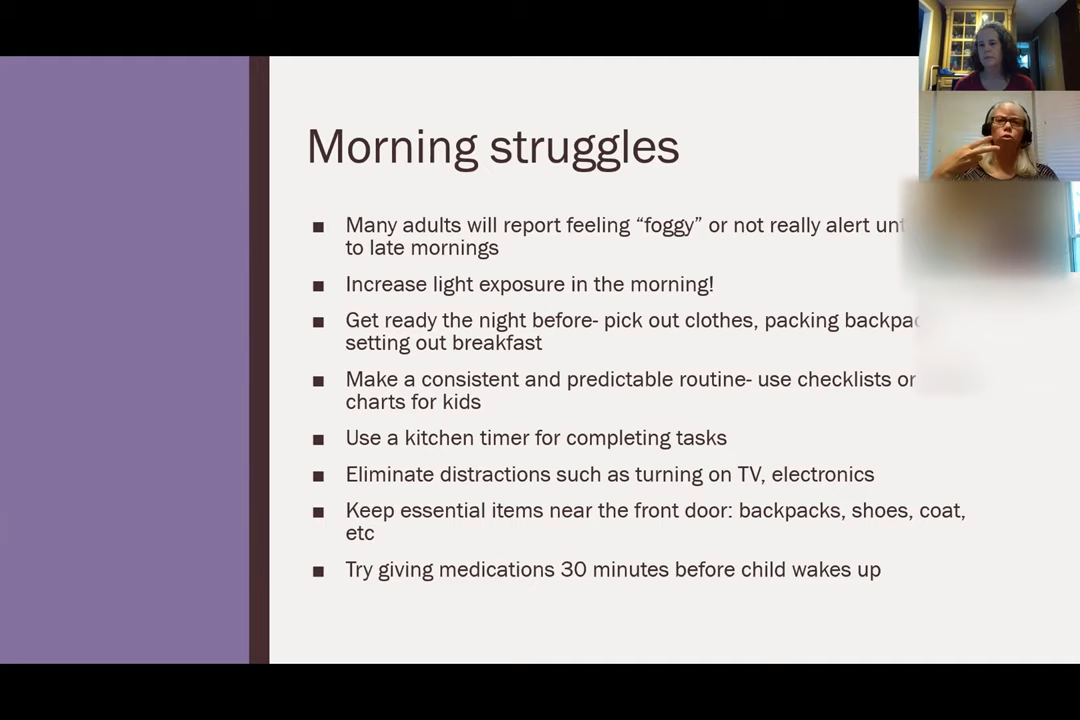 Morning struggles
■ Many adults will report feeling “foggy” or not really alert
to late mornings
■ Increase light exposure in the morning!
■ Get ready the night before- pick out clothes, packing
setting out breakfast
■ Make a consistent and predictable routine- use checklists or
charts for kids
■ Use a kitchen timer for completing tasks
■ Eliminate distractions such as turning on TV, electronics
■ Keep essential items near the front door: backpacks, shoes, coat,
etc
■ Try giving medications 30 minutes before child wakes up